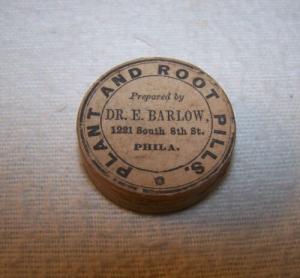 PLANT AND ROOT PILLS.
Prepared by
DR. E. BARLOW,
1221 South 8th St.
PHILA.